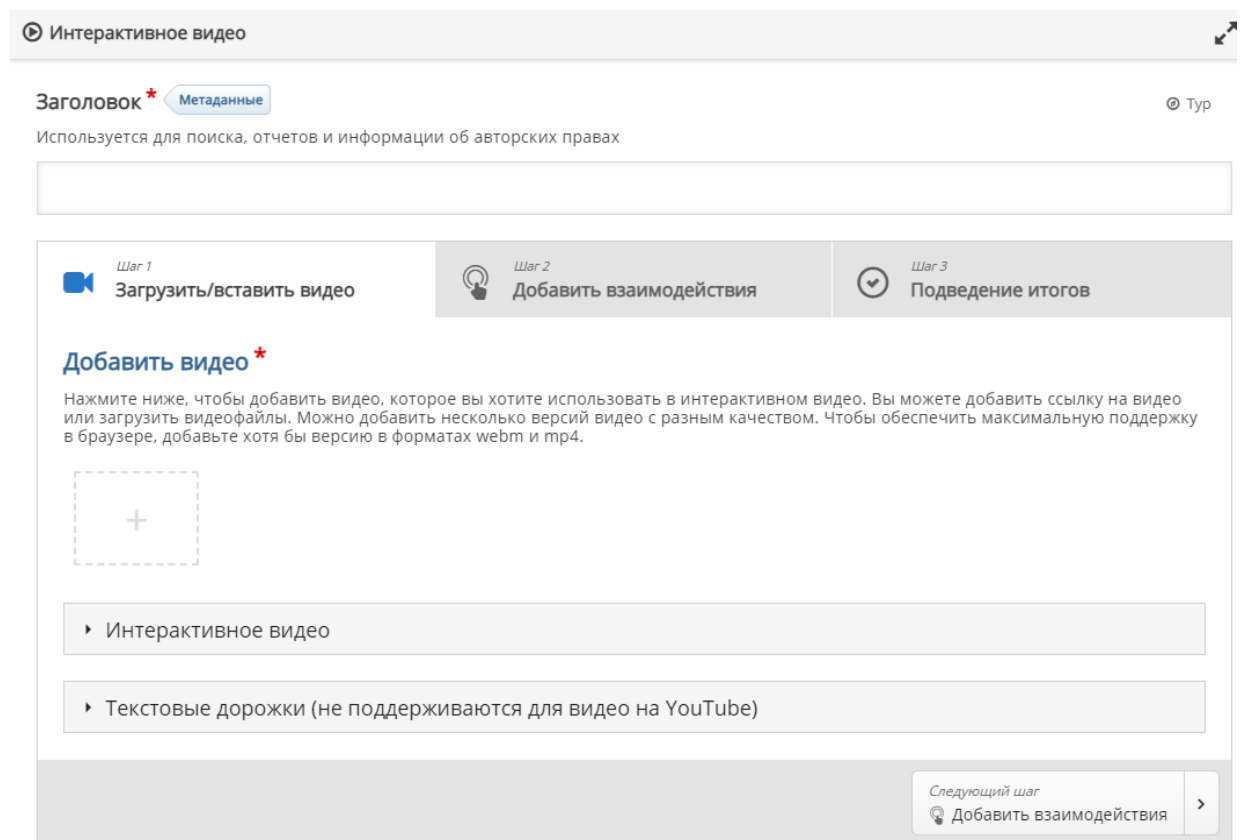 Интерактивное видео
Заголовок * Метаданные
Тур
Используется для поиска, отчетов и информации об авторских правах
Шаг 1
Загрузить/вставить видео
Шаг 2
Добавить взаимодействия
Шаг 3
Подведение итогов
Добавить видео *
Нажмите ниже, чтобы добавить видео, которое вы хотите использовать в интерактивном видео. Вы можете добавить ссылку на видео
или загрузить видеофайлы. Можно добавить несколько версий видео с разным качеством. Чтобы обеспечить максимальную поддержку
в браузере, добавьте хотя бы версию в форматах webm и mp4.
Интерактивное видео
Текстовые дорожки (не поддерживаются для видео на YouTube)
Следующий шаг
Добавить взаимодействия